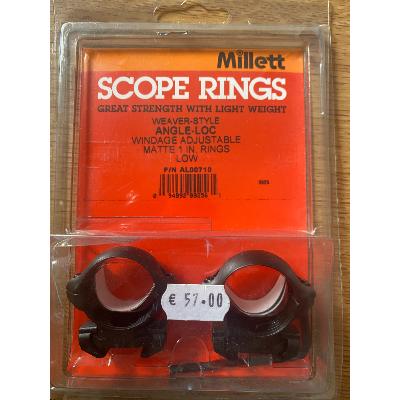 Millett
SCOPE RINGS
GREAT STRENGTH WITH LIGHT WEIGHT
WEAVER-STYLE
ANGLE-LOC
WINDAGE ADJUSTABLE
MATTE 1 IN. RINGS
LOW
P/N AL00710
€ 57.00